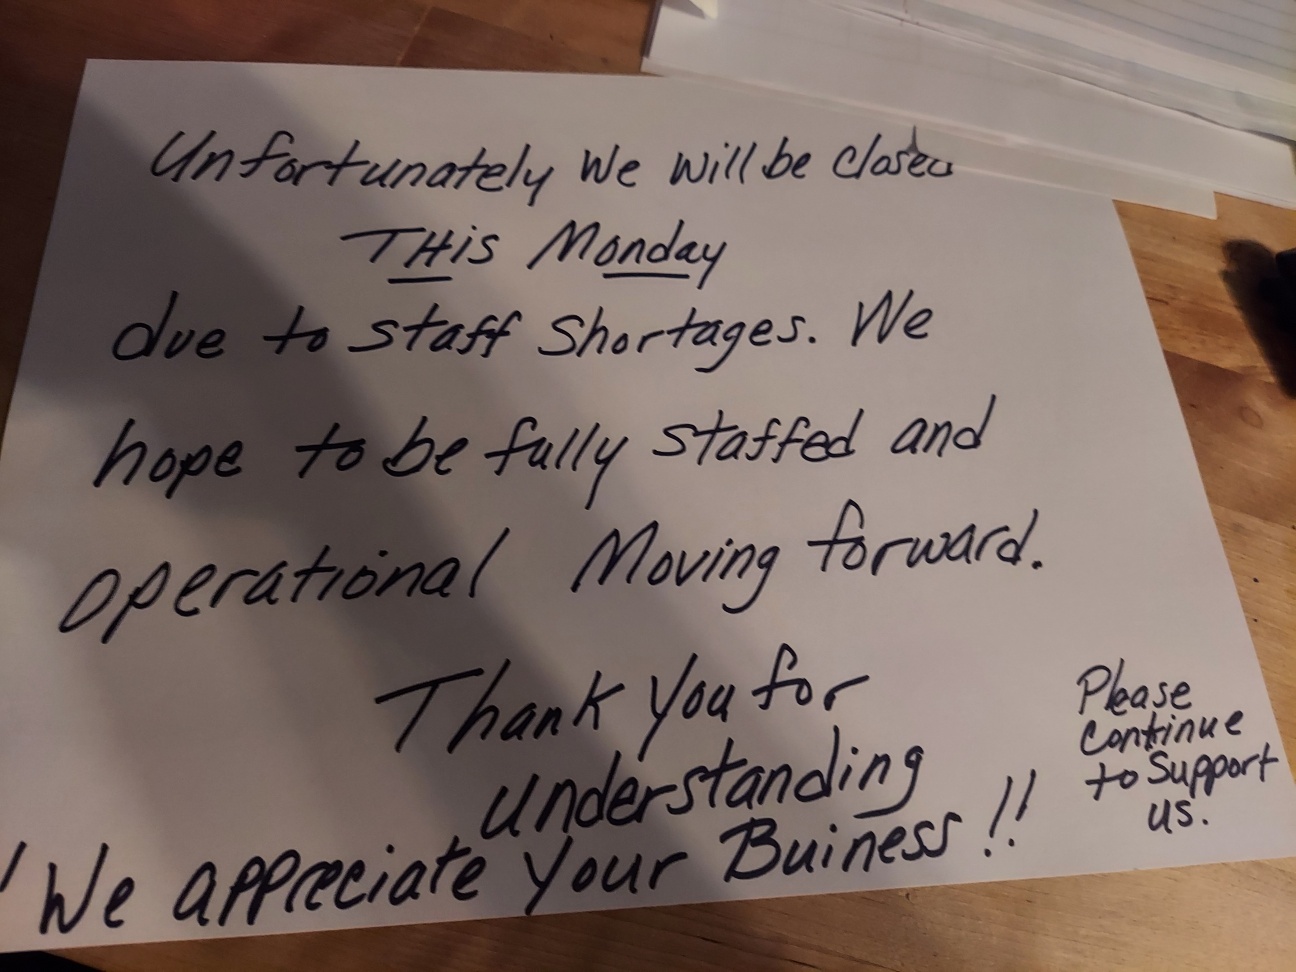 Unfortunately We will be closed
THis Monday
due to staff Shortages. We
hope to be fully staffed and
operational Moving forward.
Thank You for
understanding
We appreciate your Buiness!!
Please
Continue
to Support
us.